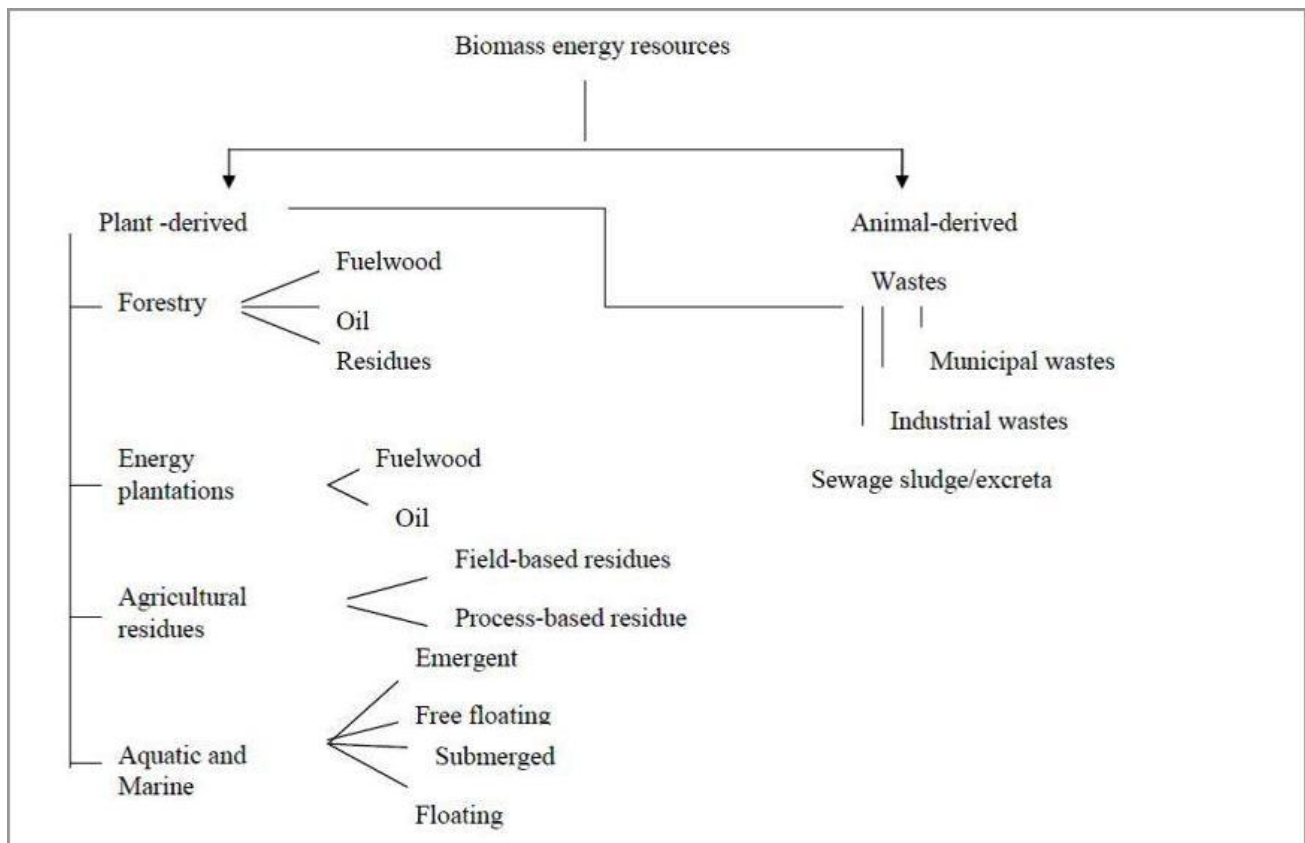 Biomass energy resources
Plant -derived
Animal-derived
Fuelwood
Wastes
Forestry
Oil
Residues
Municipal wastes
Industrial wastes
Energy
plantations
Fuelwood
Sewage sludge/excreta
Oil
Field-based residues
Agricultural
residues
Process-based residue
Emergent
Free floating
Aquatic and
Marine
Submerged
Floating